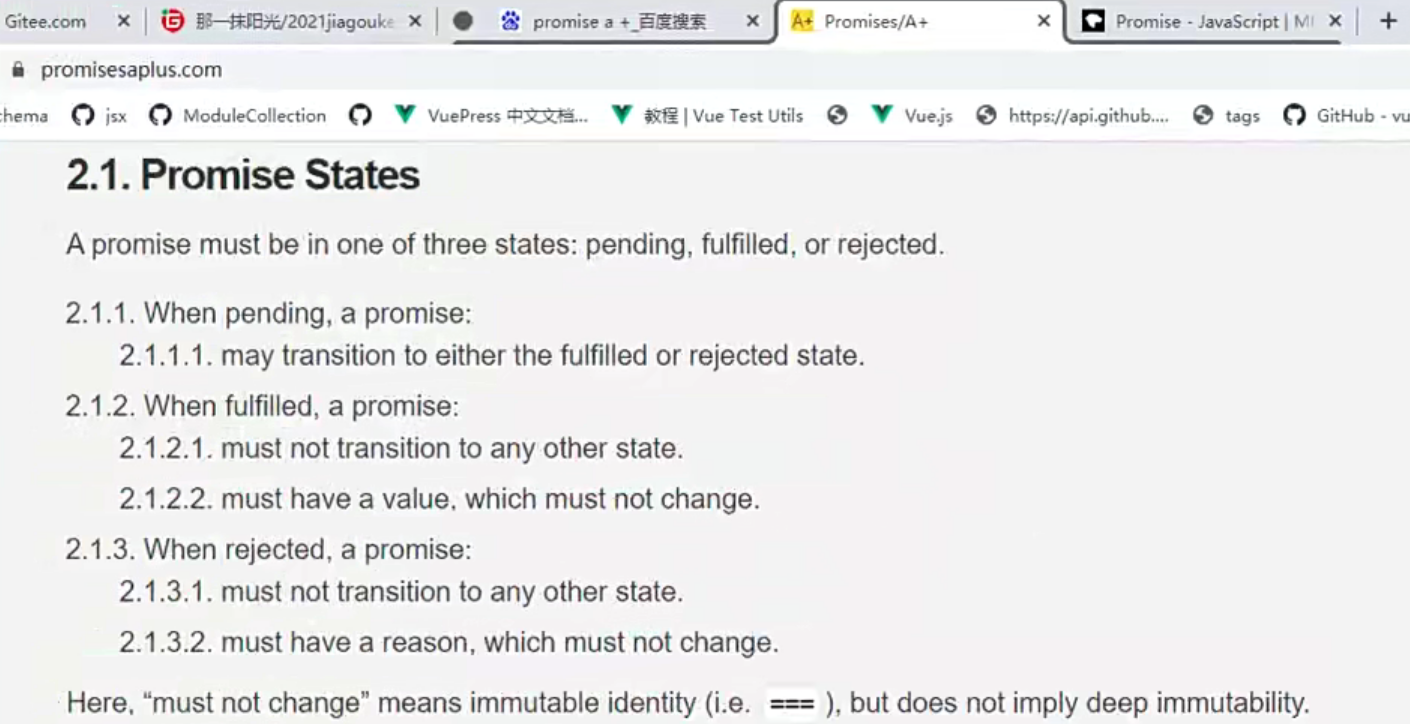 Gitee.com
那一抹阳光/2021jiagouke
promise a +_百度搜索
A+ Promises/A+
Promise - JavaScript | M
promisesaplus.com
hema jsx ModuleCollection VuePress 中文文档... 教程 | Vue Test Utils Vue.js https://api.github.... tags GitHub - vu
2.1. Promise States
A promise must be in one of three states: pending, fulfilled, or rejected.
2.1.1. When pending, a promise:
2.1.1.1. may transition to either the fulfilled or rejected state.
2.1.2. When fulfilled, a promise:
2.1.2.1. must not transition to any other state.
2.1.2.2. must have a value, which must not change.
2.1.3. When rejected, a promise:
2.1.3.1. must not transition to any other state.
2.1.3.2. must have a reason, which must not change.
Here, “must not change” means immutable identity (i.e. === ), but does not imply deep immutability.